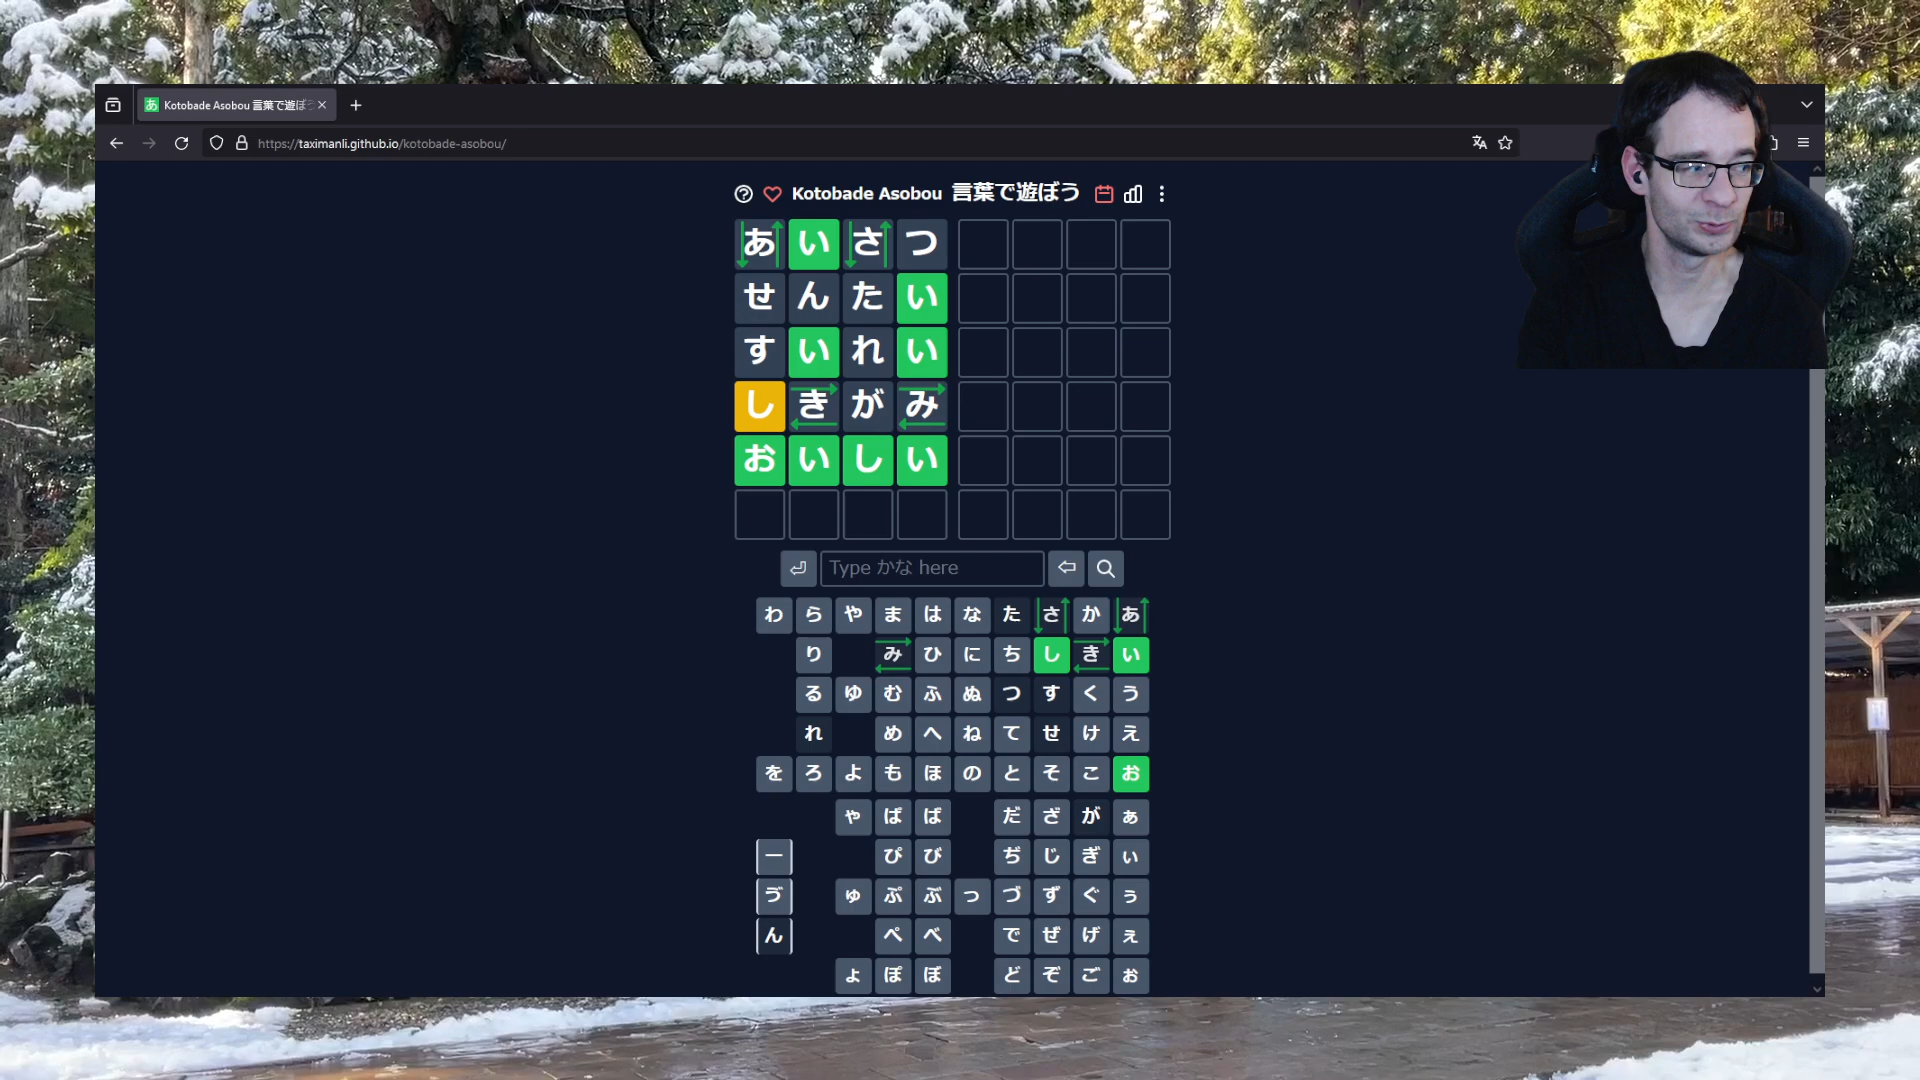 Kotobade Asobou 言葉で遊ぼう
https://taximanli.github.io/kotobade-asobou/
Kotobade Asobou 言葉で遊ぼう
あいさつ
せんたい
すいれい
しきがみ
おいしい
Type かな here
わらやまはなたさかあ
りみひにちしきい
るゆむふぬつすくう
れめへねてせけえ
をろよもほのとそこお
ゃぱばだざがぁ
ーぴびぢじぎぃ
ゔゅぷぶっづずぐぅ
んぺべでぜげぇ
ょぽぼどぞごぉ